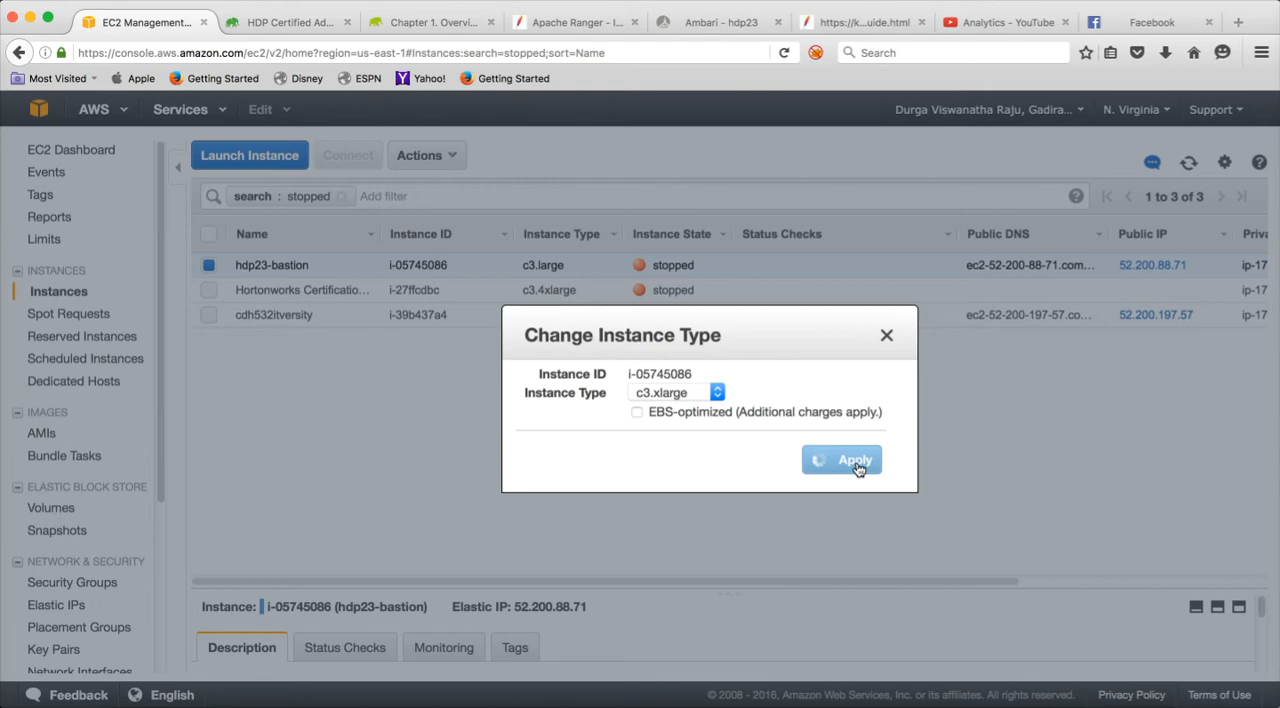 EC2 Management...
HDP Certified Ad...
Chapter 1. Overvi...
Apache Ranger - I...
Ambari - hdp23
https://k....uide.html
Analytics - YouTube
Facebook
https://console.aws.amazon.com/ec2/v2/home?region=us-east-1#Instances:search=stopped;sort=Name
Search
Most Visited
Apple
Getting Started
Disney
ESPN
Yahoo!
Getting Started
AWS
Services
Edit
Durga Viswanatha Raju, Gadira...
N. Virginia
Support
EC2 Dashboard
Events
Tags
Reports
Limits
INSTANCES
Instances
Spot Requests
Reserved Instances
Scheduled Instances
Dedicated Hosts
IMAGES
AMIs
Bundle Tasks
ELASTIC BLOCK STORE
Volumes
Snapshots
NETWORK & SECURITY
Security Groups
Elastic IPs
Placement Groups
Key Pairs
Network Interfaces
Launch Instance
Connect
Actions
search : stopped
Add filter
1 to 3 of 3
Name Instance ID Instance Type Instance State Status Checks Public DNS Public IP Priva
hdp23-bastion i-05745086 c3.large stopped ec2-52-200-88-71.com... 52.200.88.71 ip-17
Hortonworks Certificatio... i-27ffcdbc c3.4xlarge stopped ip-17
cdh532itversity i-39b437a4 ec2-52-200-197-57.co... 52.200.197.57 ip-17
Change Instance Type
Instance ID i-05745086
Instance Type c3.xlarge
EBS-optimized (Additional charges apply.)
Apply
Instance: i-05745086 (hdp23-bastion) Elastic IP: 52.200.88.71
Description
Status Checks
Monitoring
Tags
Feedback
English
© 2008 - 2016, Amazon Web Services, Inc. or its affiliates. All rights reserved.
Privacy Policy
Terms of Use